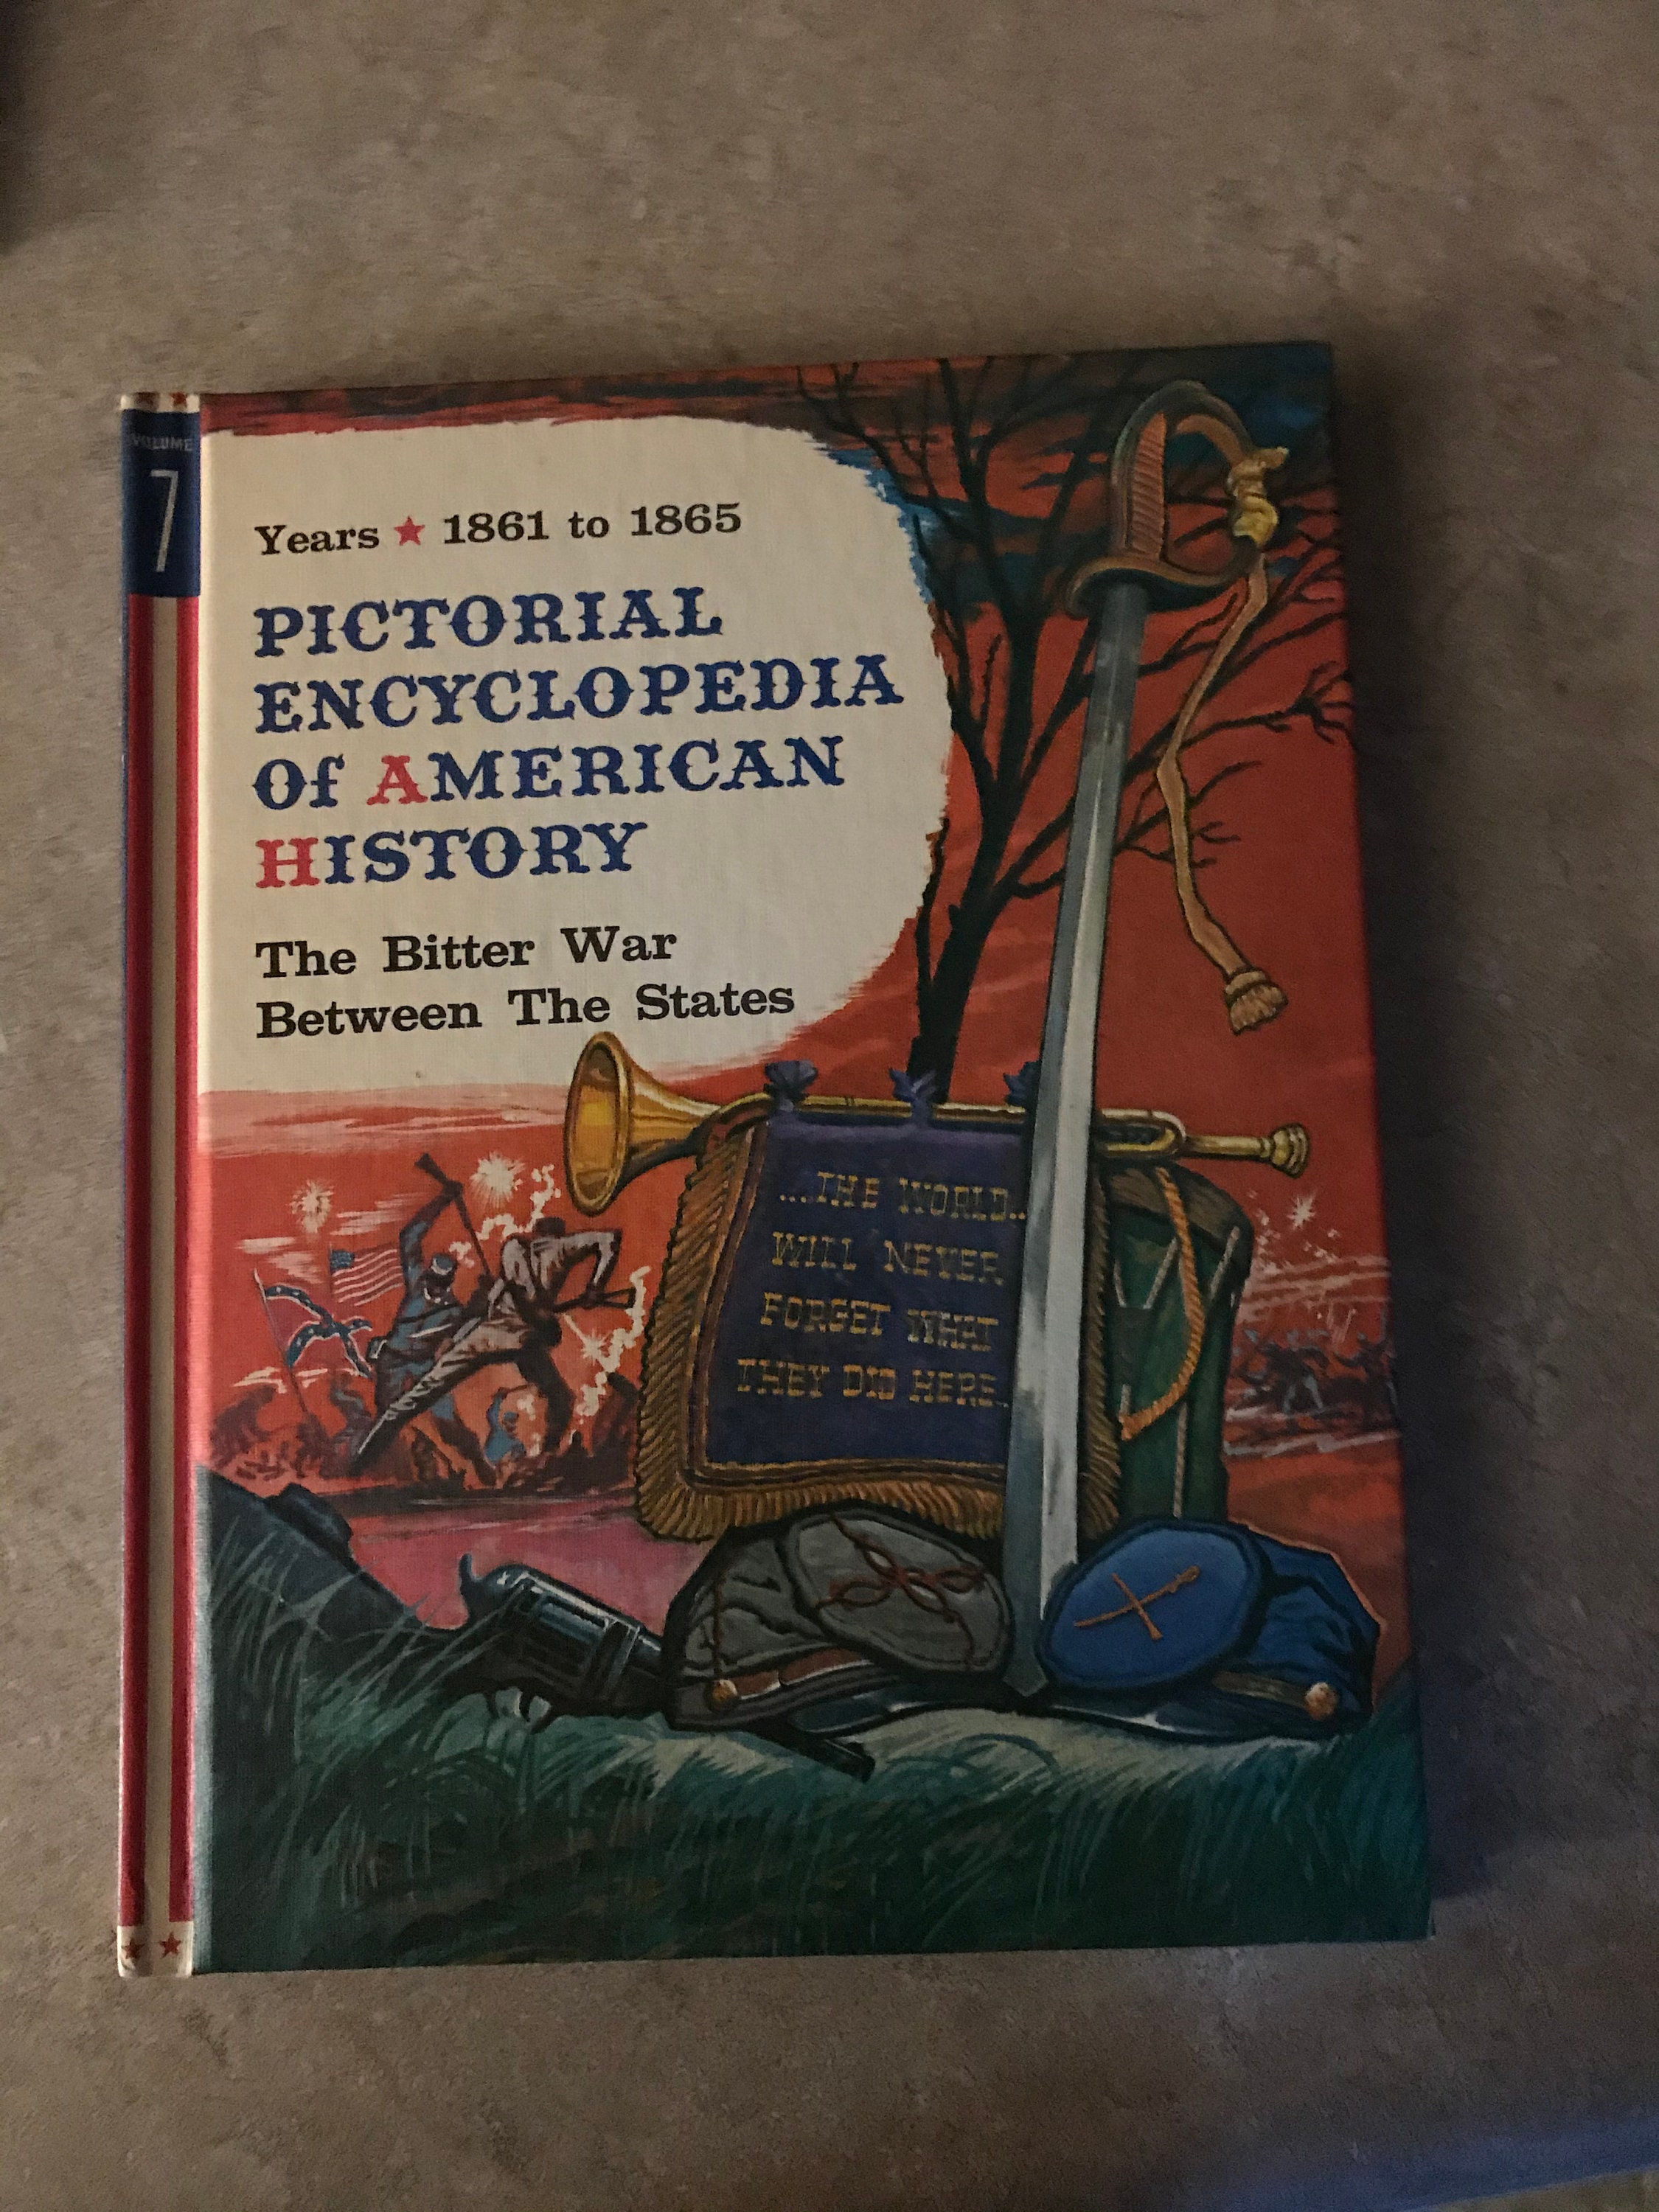 VOLUME
7
Years ★ 1861 to 1865
PICTORIAL
ENCYCLOPEDIA
Of AMERICAN
HISTORY
The Bitter War
Between The States
...THE WORLD..
WILL NEVER
FORGET WHAT
THEY DID HERE..